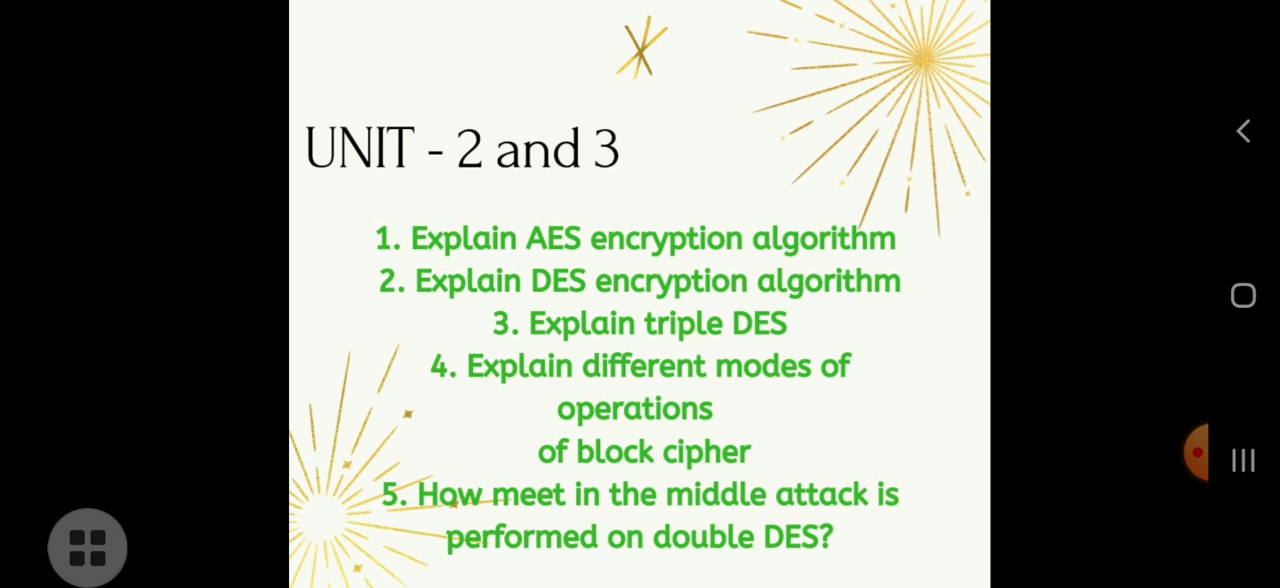 UNIT - 2 and 3
1. Explain AES encryption algorithm
2. Explain DES encryption algorithm
3. Explain triple DES
4. Explain different modes of
operations
of block cipher
5. How meet in the middle attack is
performed on double DES?